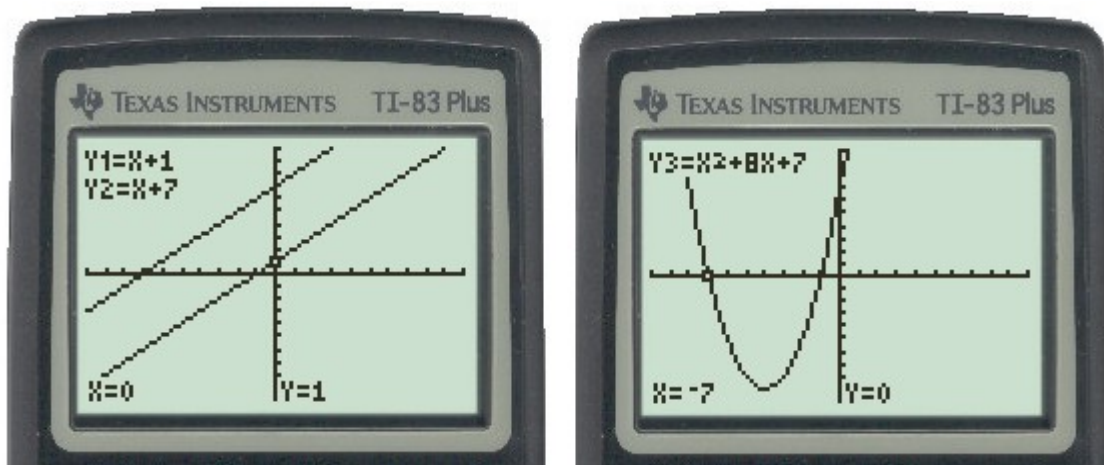 TEXAS INSTRUMENTS TI-83 Plus
Y1=X+1
Y2=X+7
X=0 Y=1
TEXAS INSTRUMENTS TI-83 Plus
Y3=X²+8X+7
X=-7 Y=0